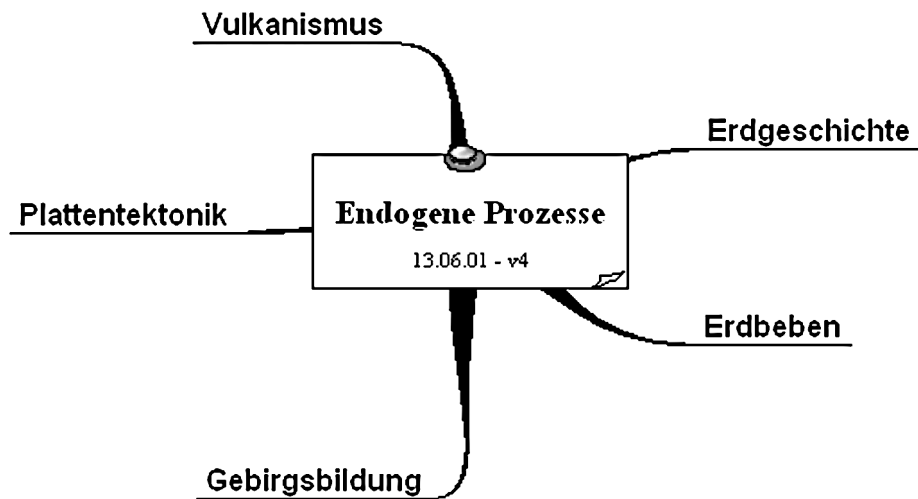 Vulkanismus
Erdgeschichte
Plattentektonik
Endogene Prozesse
13.06.01 - v4
Erdbeben
Gebirgsbildung